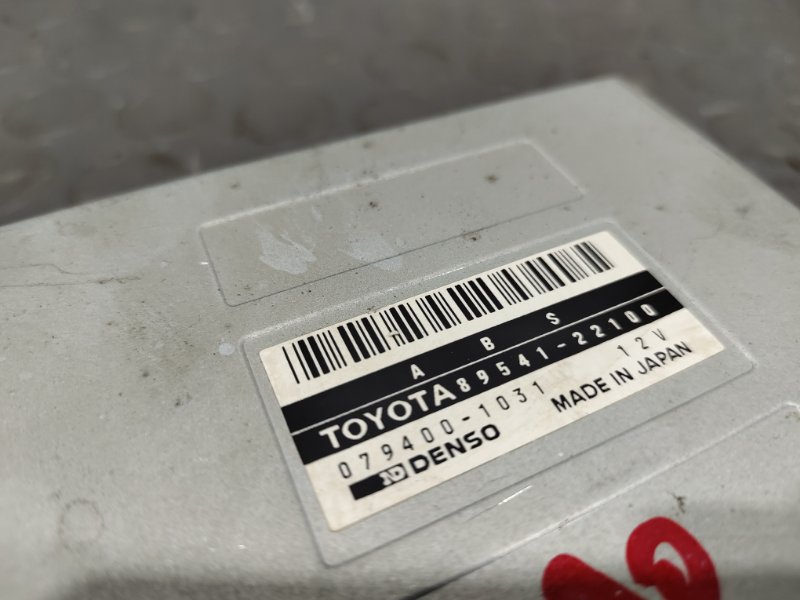 A B S
TOYOTA 89541-22100
079400-1031 12V
DENSO MADE IN JAPAN